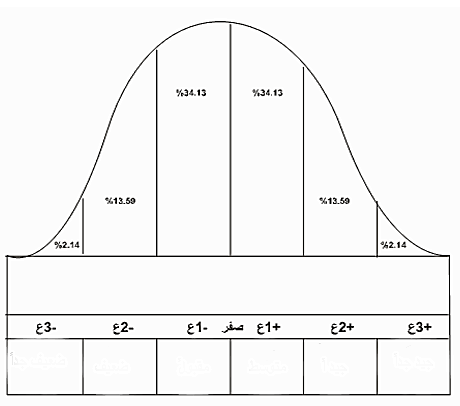 %34.13 %34.13
%13.59 %13.59
%2.14 %2.14
-3ع -2ع -1ع صفر +1ع +2ع +3ع